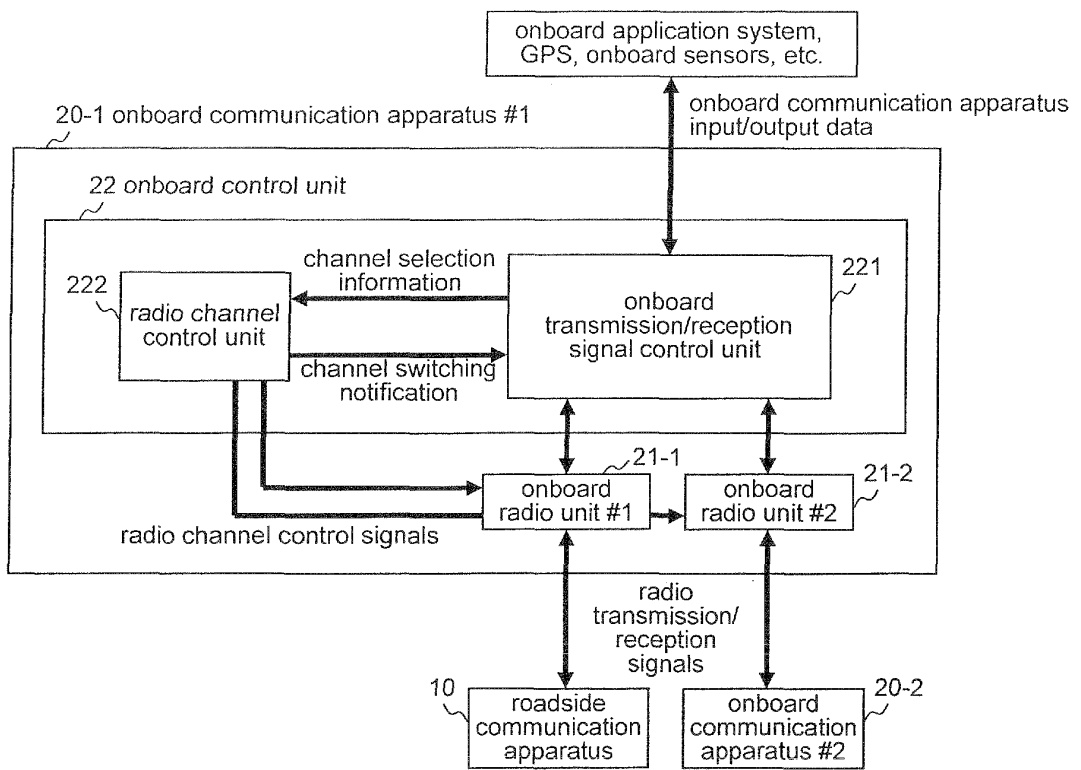 onboard application system,
GPS, onboard sensors, etc.
onboard communication apparatus
input/output data
20-1 onboard communication apparatus #1
22 onboard control unit
channel selection
information
222
radio channel
control unit
221
onboard
transmission/reception
signal control unit
channel switching
notification
21-1
onboard
radio unit #1
21-2
onboard
radio unit #2
radio channel control signals
radio
transmission/
reception
signals
10
roadside
communication
apparatus
20-2
onboard
communication
apparatus #2